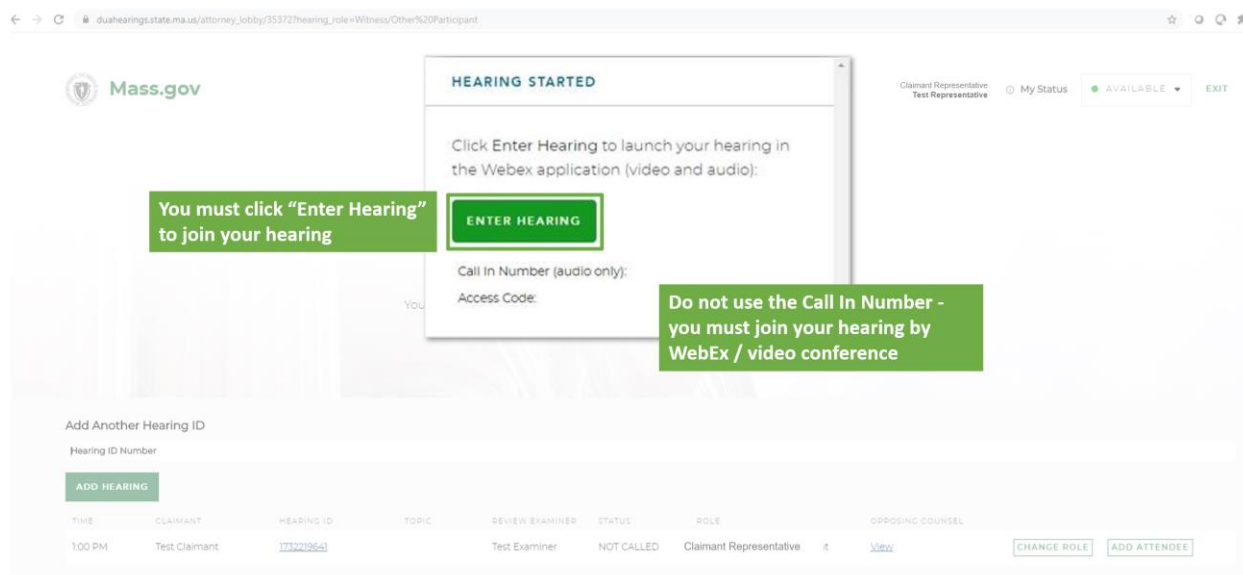 duahearings.state.ma.us/attorney_lobby/35372?hearing_role=Witness/Other%20Participant
Mass.gov
HEARING STARTED
Claimant Representative
Test Representative
My Status
AVAILABLE
EXIT
Click Enter Hearing to launch your hearing in
the Webex application (video and audio):
You must click “Enter Hearing”
to join your hearing
ENTER HEARING
Call In Number (audio only):
Access Code:
You
Do not use the Call In Number -
you must join your hearing by
WebEx / video conference
Add Another Hearing ID
Hearing ID Number
ADD HEARING
TIME CLAIMANT HEARING ID TOPIC REVIEW EXAMINER STATUS ROLE OPPOSING COUNSEL
1:00 PM Test Claimant 1732219641 Test Examiner NOT CALLED Claimant Representative View CHANGE ROLE ADD ATTENDEE